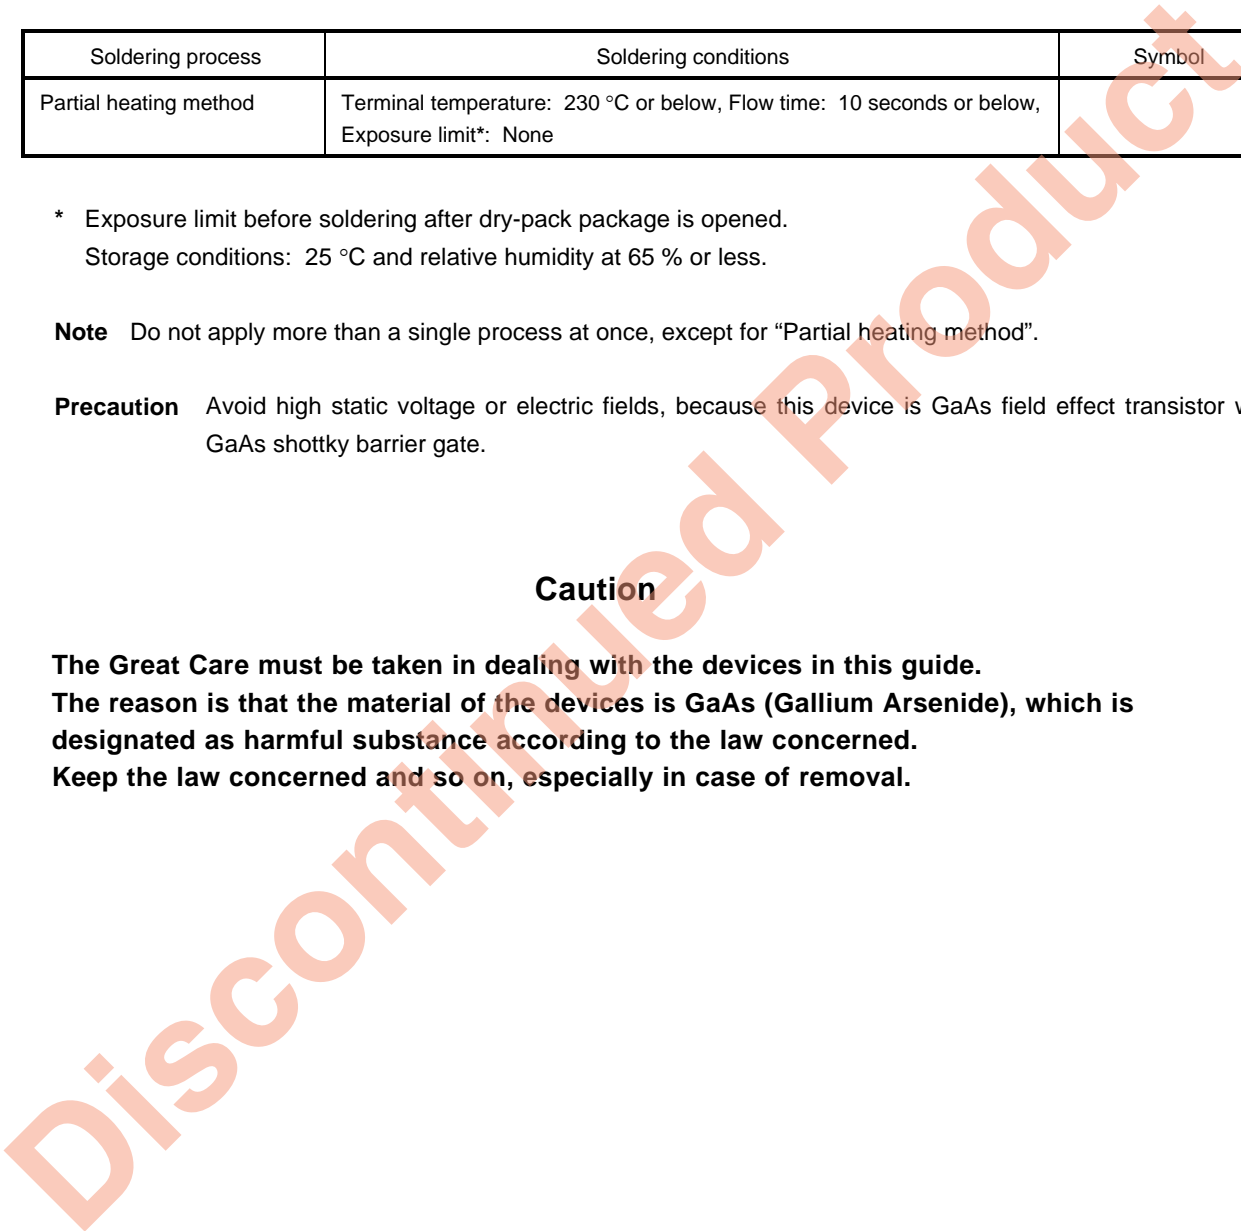 Soldering process Soldering conditions Symbol
Partial heating method Terminal temperature: 230 °C or below, Flow time: 10 seconds or below,
Exposure limit*: None
* Exposure limit before soldering after dry-pack package is opened.
Storage conditions: 25 °C and relative humidity at 65 % or less.
Note Do not apply more than a single process at once, except for “Partial heating method”.
Precaution Avoid high static voltage or electric fields, because this device is GaAs field effect transistor
GaAs shottky barrier gate.
Caution
The Great Care must be taken in dealing with the devices in this guide.
The reason is that the material of the devices is GaAs (Gallium Arsenide), which is
designated as harmful substance according to the law concerned.
Keep the law concerned and so on, especially in case of removal.
Discontinued Product